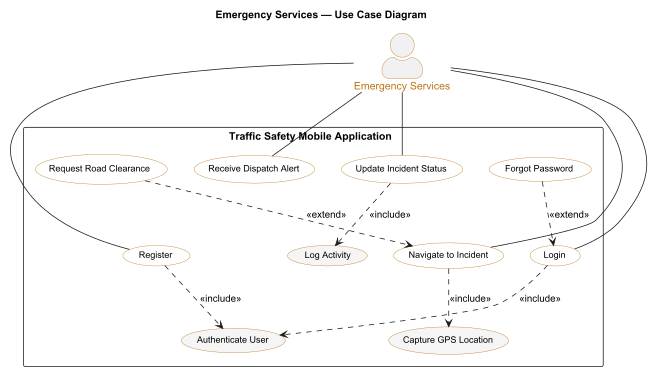 Emergency Services — Use Case Diagram
Emergency Services
Traffic Safety Mobile Application
Request Road Clearance
Receive Dispatch Alert
Update Incident Status
Forgot Password
«extend»
«include»
«extend»
Register
Log Activity
Navigate to Incident
Login
«include»
«include»
«include»
Authenticate User
Capture GPS Location